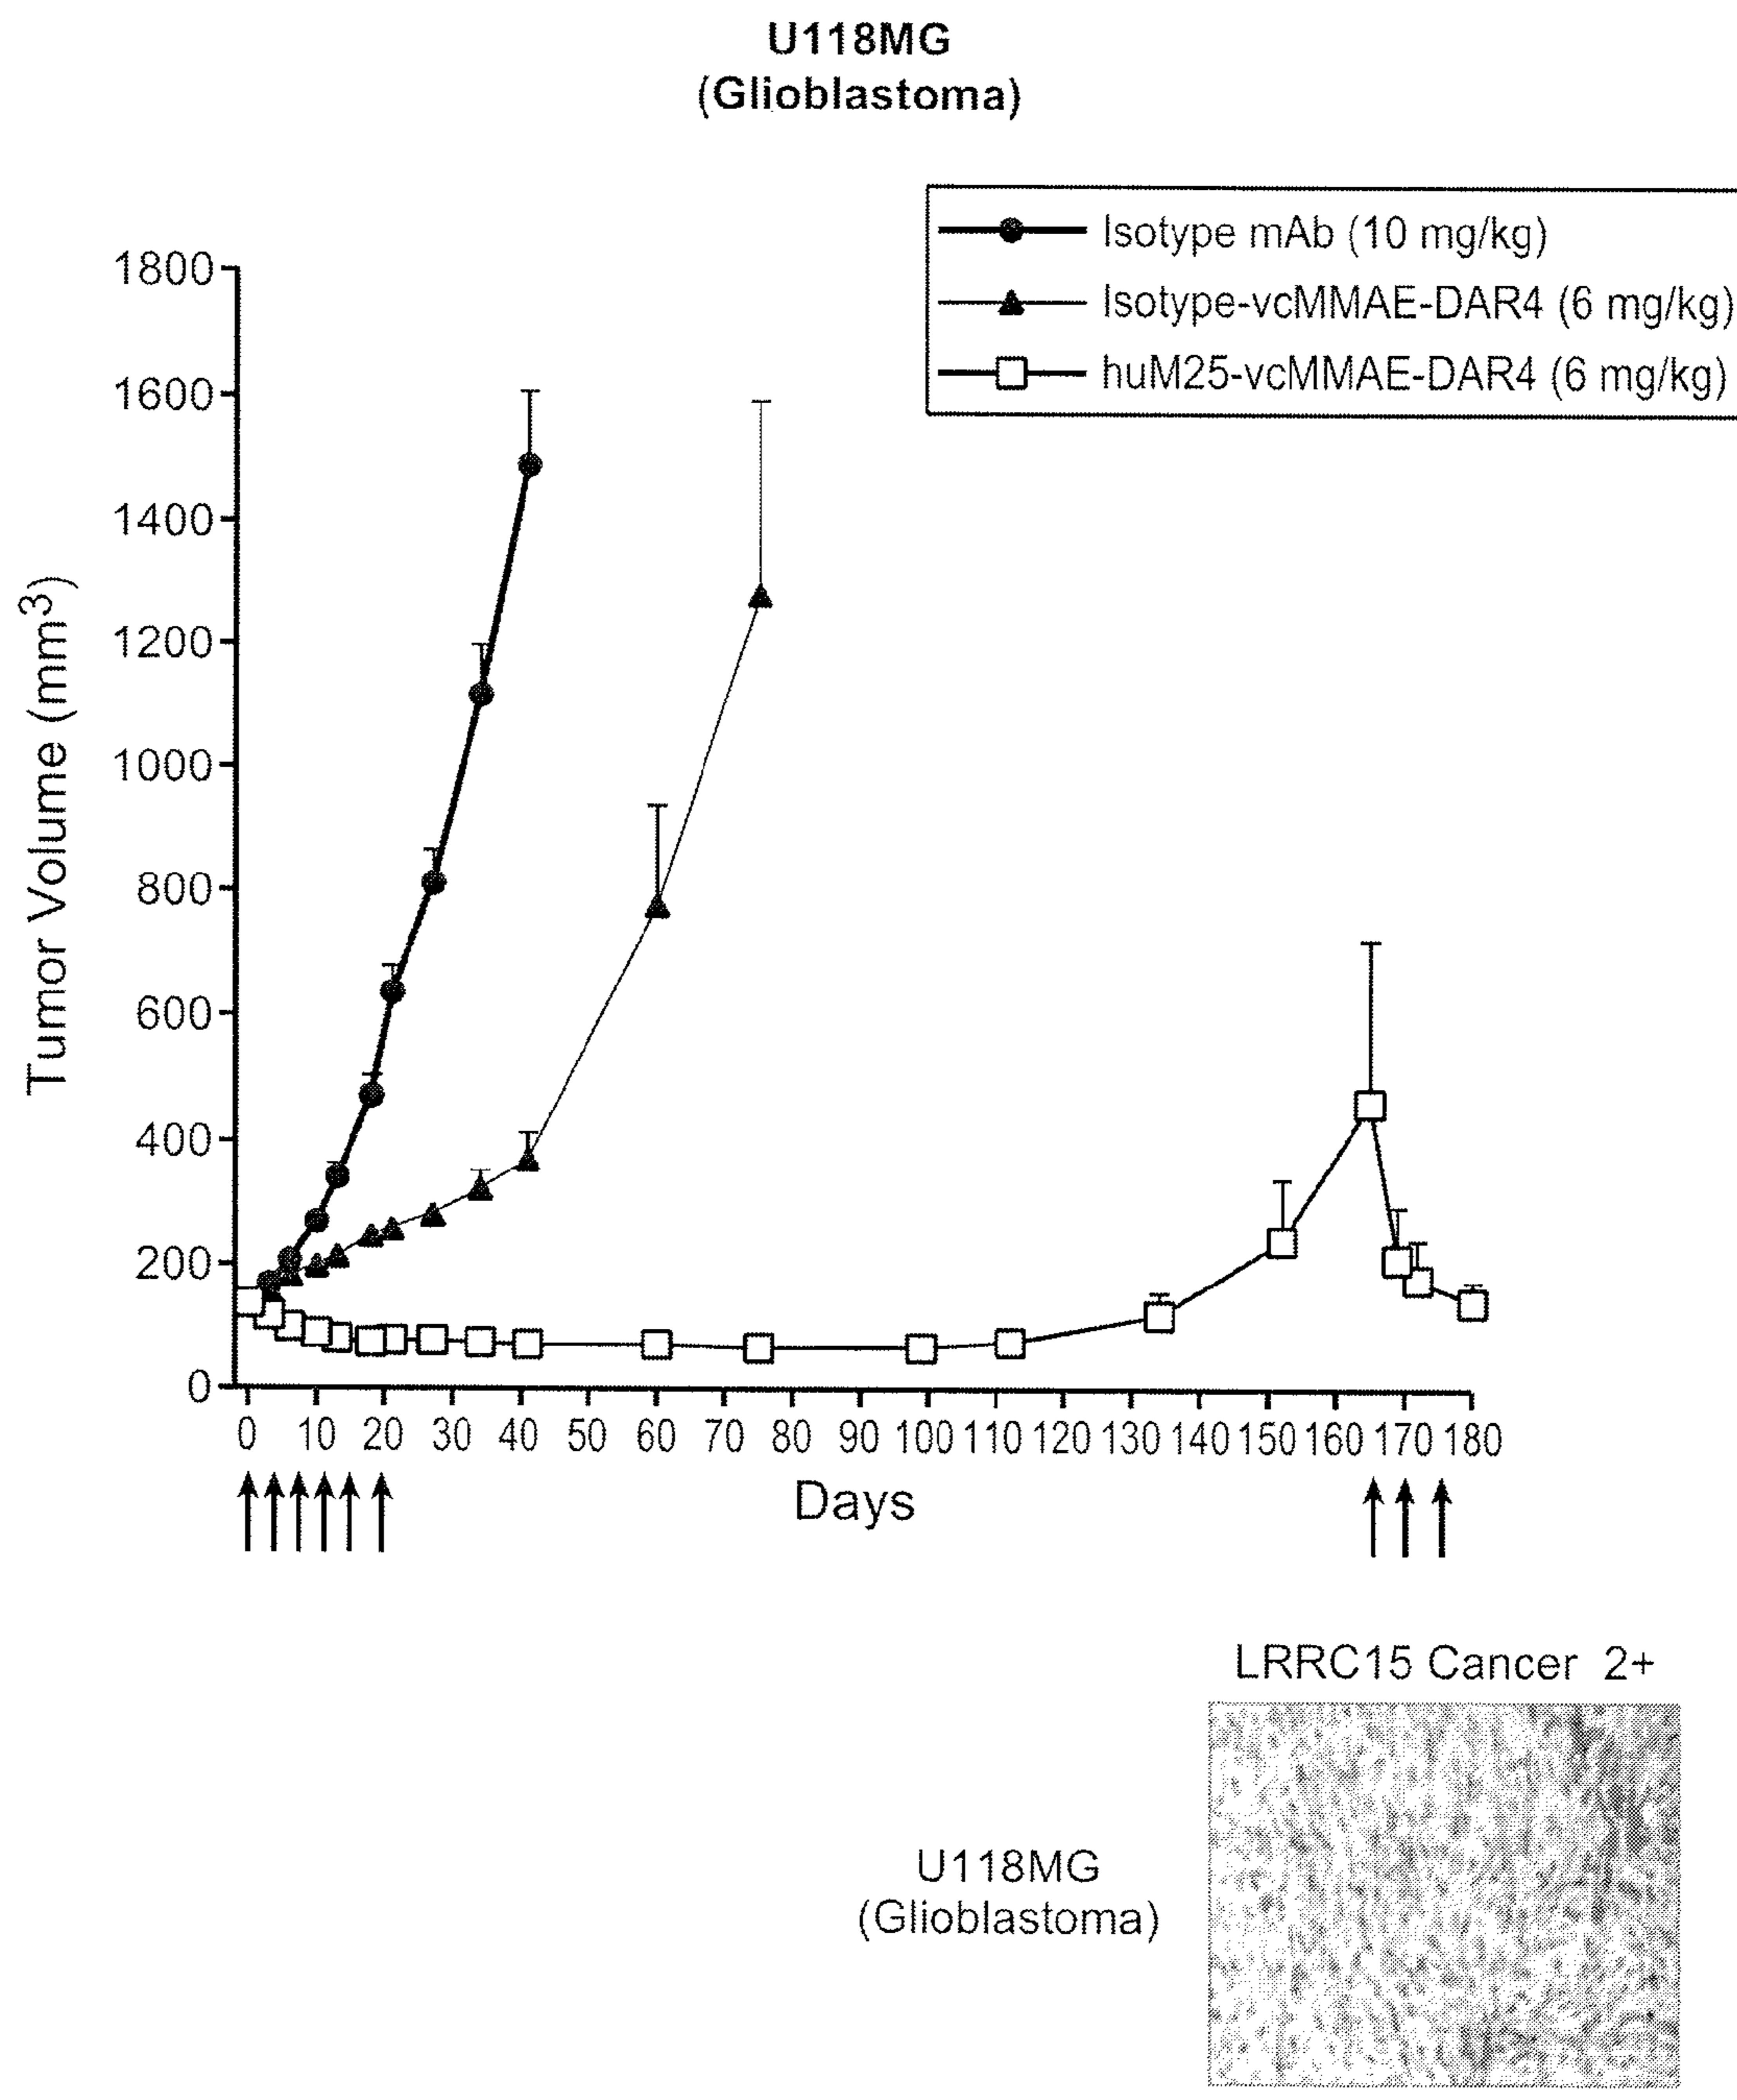 U118MG
(Glioblastoma)
Isotype mAb (10 mg/kg)
Isotype-vcMMAE-DAR4 (6 mg/kg)
huM25-vcMMAE-DAR4 (6 mg/kg)
Tumor Volume (mm³)
1800
1600
1400
1200
1000
800
600
400
200
0
0 10 20 30 40 50 60 70 80 90 100 110 120 130 140 150 160 170 180
Days
LRRC15 Cancer 2+
U118MG
(Glioblastoma)